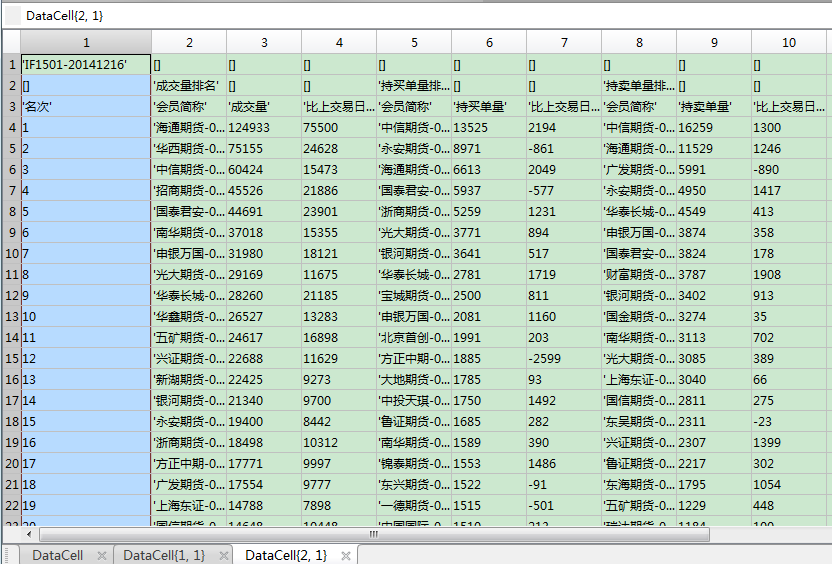 DataCell{2, 1}
1 2 3 4 5 6 7 8 9 10
1 'IF1501-20141216' [] [] [] [] [] [] [] [] []
2 [] '成交量排名' [] [] '持买单量排... [] [] '持卖单量排... [] []
3 '名次' '会员简称' '成交量' '比上交易日... '会员简称' '持买单量' '比上交易日... '会员简称' '持卖单量' '比上交易日...
4 1 '海通期货-0... 124933 75500 '中信期货-0... 13525 2194 '中信期货-0... 16259 1300
5 2 '华西期货-0... 75155 24628 '永安期货-0... 8971 -861 '海通期货-0... 11529 1246
6 3 '中信期货-0... 60424 15473 '海通期货-0... 6613 2049 '广发期货-0... 5991 -890
7 4 '招商期货-0... 45526 21886 '国泰君安-0... 5937 -577 '永安期货-0... 4950 1417
8 5 '国泰君安-0... 44691 23901 '浙商期货-0... 5259 1231 '华泰长城-0... 4549 413
9 6 '南华期货-0... 37018 15355 '光大期货-0... 3771 894 '申银万国-0... 3874 358
10 7 '申银万国-0... 31980 18121 '银河期货-0... 3641 517 '国泰君安-0... 3824 178
11 8 '光大期货-0... 29169 11675 '华泰长城-0... 2781 1719 '财富期货-0... 3787 1908
12 9 '华泰长城-0... 28260 21185 '宝城期货-0... 2500 811 '银河期货-0... 3402 913
13 10 '华鑫期货-0... 26527 13283 '申银万国-0... 2081 1160 '国金期货-0... 3274 35
14 11 '五矿期货-0... 24617 16898 '北京首创-0... 1991 203 '南华期货-0... 3113 702
15 12 '兴证期货-0... 22688 11629 '方正中期-0... 1885 -2599 '光大期货-0... 3085 389
16 13 '新湖期货-0... 22425 9273 '大地期货-0... 1785 93 '上海东证-0... 3040 66
17 14 '银河期货-0... 21340 9700 '中投天琪-0... 1750 1492 '国信期货-0... 2811 275
18 15 '永安期货-0... 19400 8442 '鲁证期货-0... 1685 282 '东吴期货-0... 2311 -23
19 16 '浙商期货-0... 18498 10312 '南华期货-0... 1589 390 '兴证期货-0... 2307 1399
20 17 '方正中期-0... 17771 9997 '锦泰期货-0... 1553 1486 '鲁证期货-0... 2217 302
21 18 '广发期货-0... 17554 9777 '东兴期货-0... 1522 -91 '东海期货-0... 1795 1054
22 19 '上海东证-0... 14788 7898 '一德期货-0... 1515 -501 '五矿期货-0... 1229 448
23 20 '国信期货-0... 14648 10448 '中国国际-0... 1510 '瑞达期货-0... 1184
DataCell DataCell{1, 1} DataCell{2, 1}